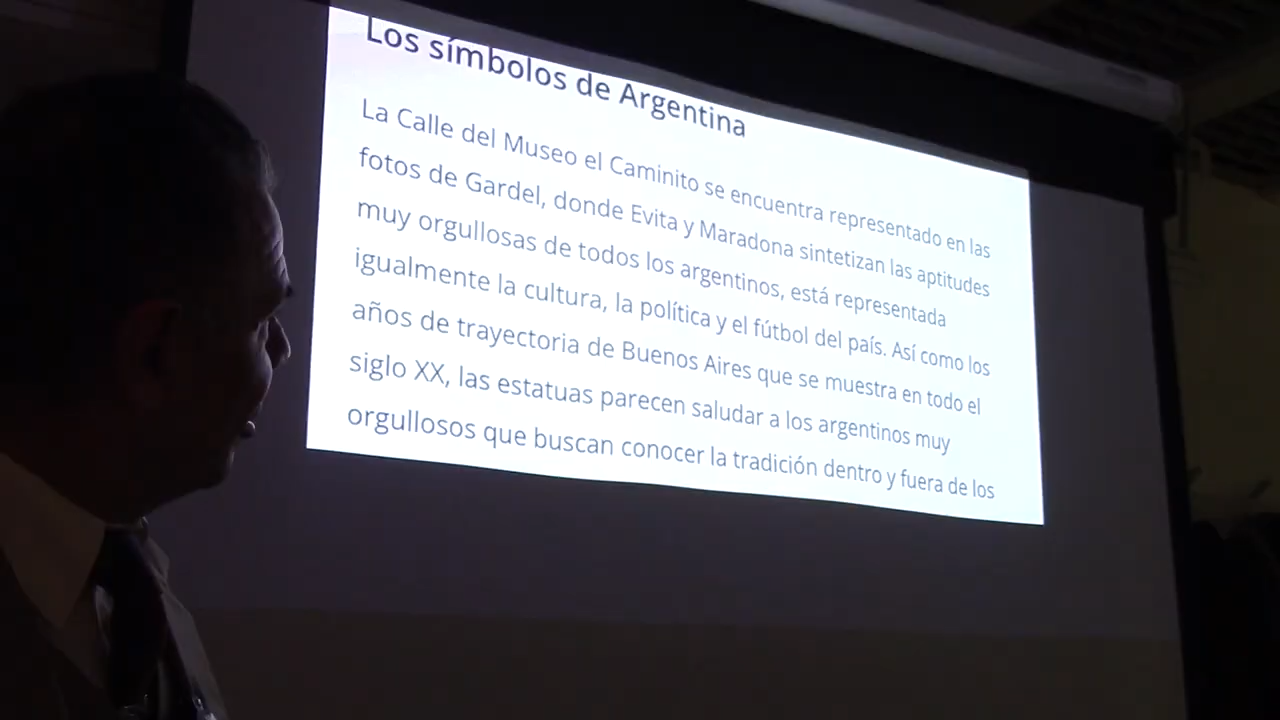 Los símbolos de Argentina
La Calle del Museo el Caminito se encuentra representado en las
fotos de Gardel, donde Evita y Maradona sintetizan las aptitudes
muy orgullosas de todos los argentinos, está representada
igualmente la cultura, la política y el fútbol del país. Así como los
años de trayectoria de Buenos Aires que se muestra en todo el
siglo XX, las estatuas parecen saludar a los argentinos muy
orgullosos que buscan conocer la tradición dentro y fuera de los